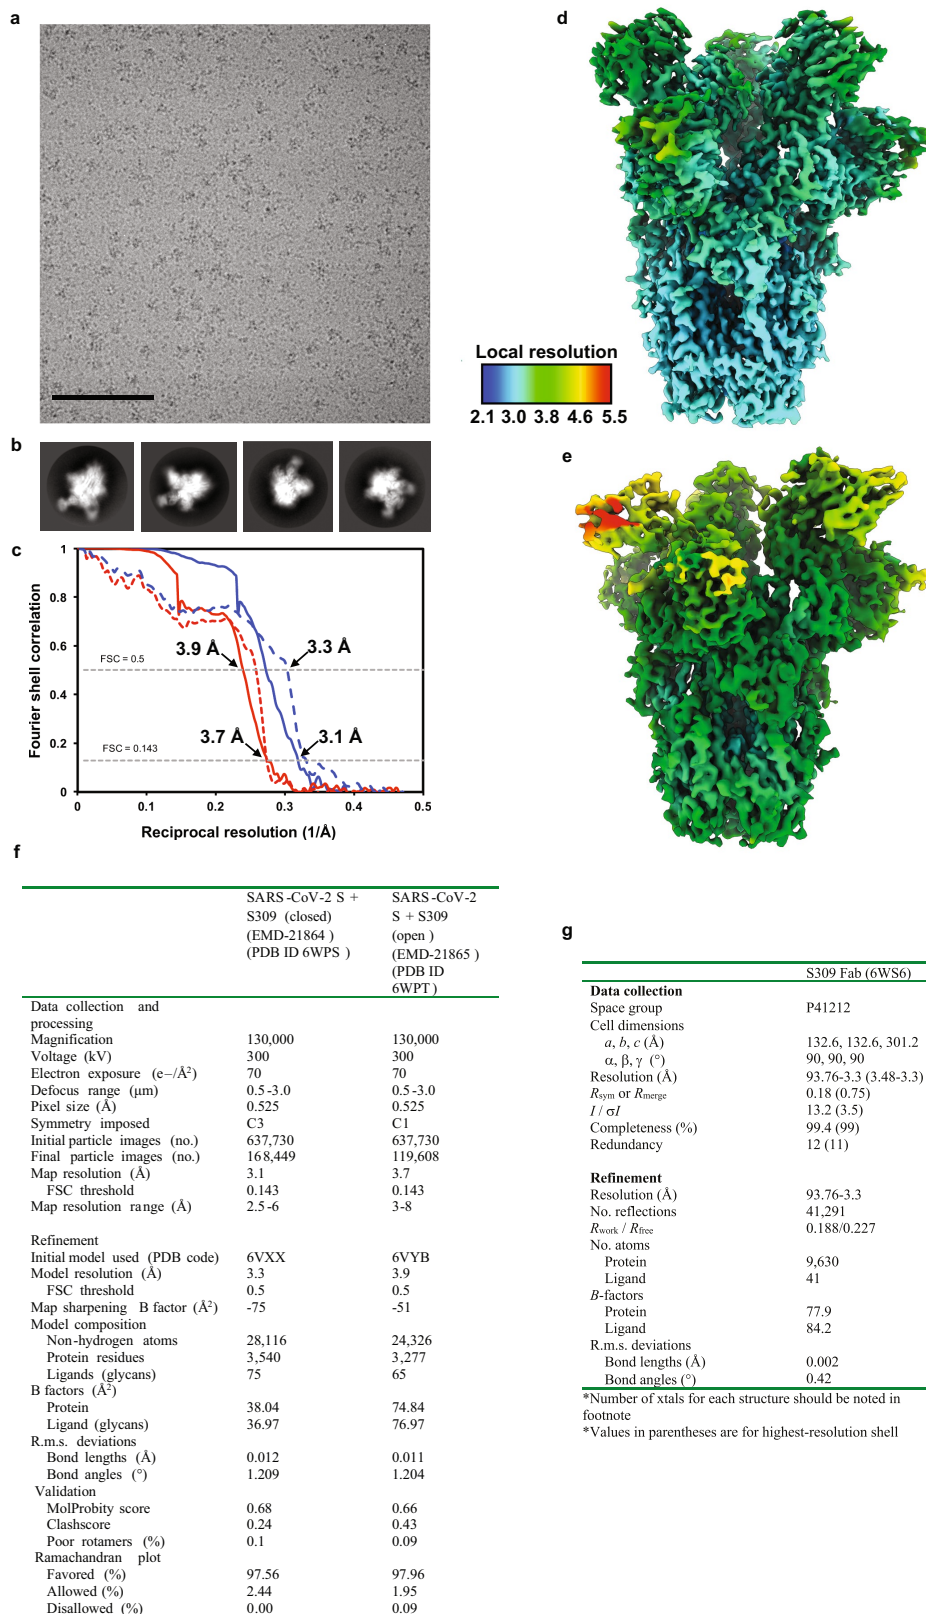 a
d
Local resolution
2.1 3.0 3.8 4.6 5.5
b
e
c
1
0.8
0.6
0.4
0.2
0
Fourier shell correlation
FSC = 0.5
FSC = 0.143
3.9 Å
3.3 Å
3.7 Å
3.1 Å
0 0.1 0.2 0.3 0.4 0.5
Reciprocal resolution (1/Å)
f
SARS-CoV-2 S + SARS-CoV-2
S309 (closed) S + S309
(EMD-21864) (open)
(PDB ID 6WPS) (EMD-21865)
(PDB ID
6WPT)
Data collection and
processing
Magnification 130,000 130,000
Voltage (kV) 300 300
Electron exposure (e–/Å²) 70 70
Defocus range (μm) 0.5-3.0 0.5-3.0
Pixel size (Å) 0.525 0.525
Symmetry imposed C3 C1
Initial particle images (no.) 637,730 637,730
Final particle images (no.) 168,449 119,608
Map resolution (Å) 3.1 3.7
FSC threshold 0.143 0.143
Map resolution range (Å) 2.5-6 3-8
Refinement
Initial model used (PDB code) 6VXX 6VYB
Model resolution (Å) 3.3 3.9
FSC threshold 0.5 0.5
Map sharpening B factor (Å²) -75 -51
Model composition
Non-hydrogen atoms 28,116 24,326
Protein residues 3,540 3,277
Ligands (glycans) 75 65
B factors (Å²)
Protein 38.04 74.84
Ligand (glycans) 36.97 76.97
R.m.s. deviations
Bond lengths (Å) 0.012 0.011
Bond angles (°) 1.209 1.204
Validation
MolProbity score 0.68 0.66
Clashscore 0.24 0.43
Poor rotamers (%) 0.1 0.09
Ramachandran plot
Favored (%) 97.56 97.96
Allowed (%) 2.44 1.95
Disallowed (%) 0.00 0.09
g
S309 Fab (6WS6)
Data collection
Space group P41212
Cell dimensions
a, b, c (Å) 132.6, 132.6, 301.2
α, β, γ (°) 90, 90, 90
Resolution (Å) 93.76-3.3 (3.48-3.3)
Rsym or Rmerge 0.18 (0.75)
I / σI 13.2 (3.5)
Completeness (%) 99.4 (99)
Redundancy 12 (11)
Refinement
Resolution (Å) 93.76-3.3
No. reflections 41,291
Rwork / Rfree 0.188/0.227
No. atoms
Protein 9,630
Ligand 41
B-factors
Protein 77.9
Ligand 84.2
R.m.s. deviations
Bond lengths (Å) 0.002
Bond angles (°) 0.42
*Number of xtals for each structure should be noted in
footnote
*Values in parentheses are for highest-resolution shell